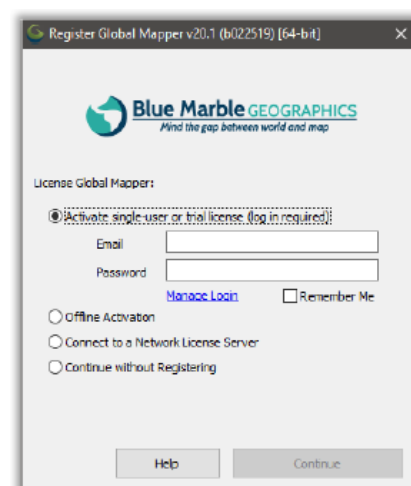 Register Global Mapper v20.1 (b022519) [64-bit]
Blue Marble GEOGRAPHICS
Mind the gap between world and map
License Global Mapper:
Activate single-user or trial license (log in required)
Email
Password
Manage Login Remember Me
Offline Activation
Connect to a Network License Server
Continue without Registering
Help Continue